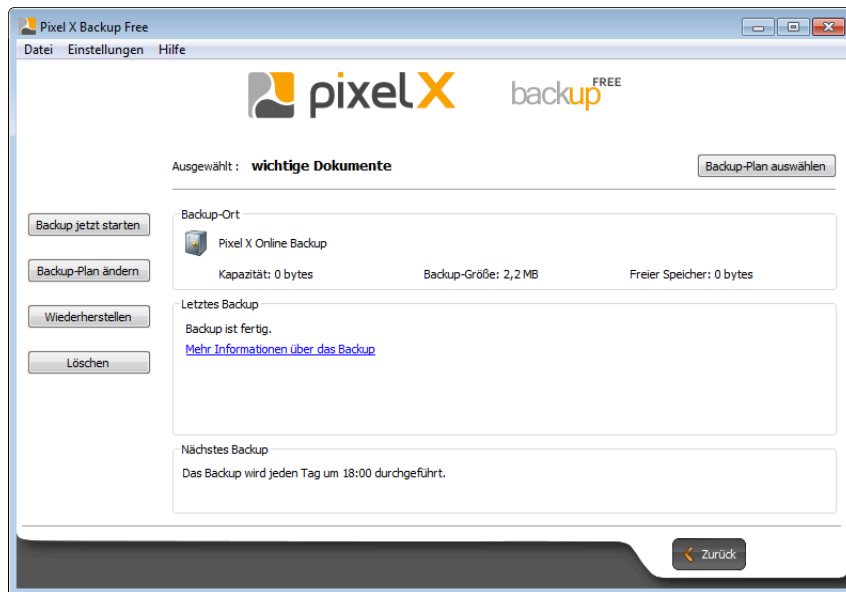 Pixel X Backup Free
Datei Einstellungen Hilfe
pixelX backup FREE
Ausgewählt : wichtige Dokumente
Backup-Plan auswählen
Backup jetzt starten
Backup-Plan ändern
Wiederherstellen
Löschen
Backup-Ort
Pixel X Online Backup
Kapazität: 0 bytes Backup-Größe: 2,2 MB Freier Speicher: 0 bytes
Letztes Backup
Backup ist fertig.
Mehr Informationen über das Backup
Nächstes Backup
Das Backup wird jeden Tag um 18:00 durchgeführt.
Zurück